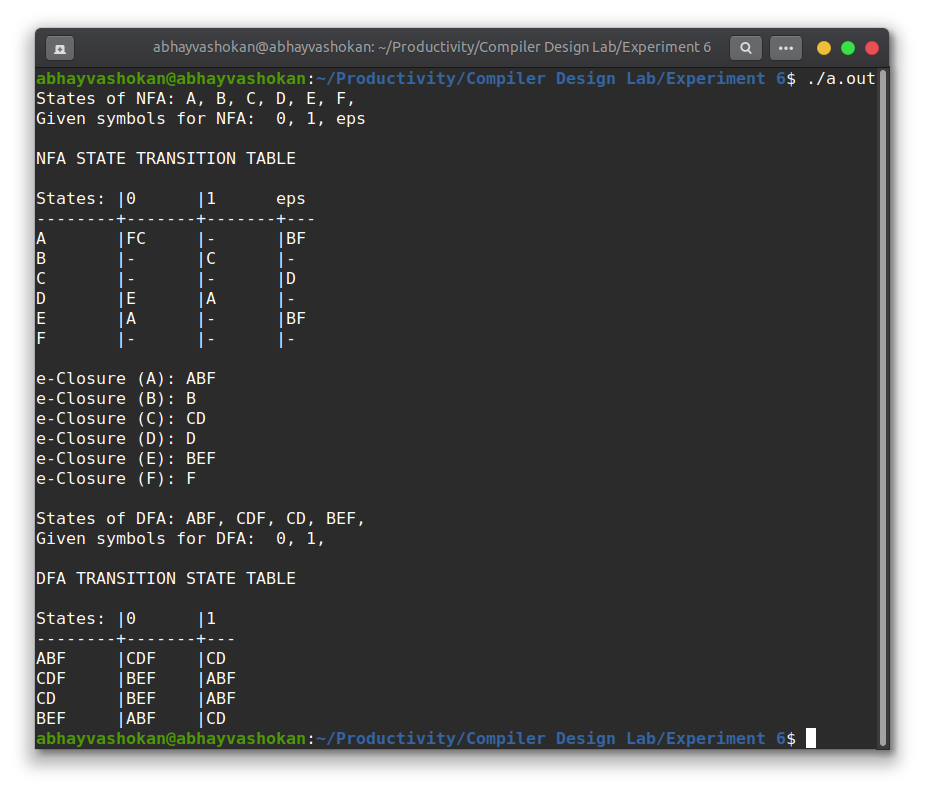 abhayvashokan@abhayvashokan: ~/Productivity/Compiler Design Lab/Experiment 6
abhayvashokan@abhayvashokan:~/Productivity/Compiler Design Lab/Experiment 6$ ./a.out
States of NFA: A, B, C, D, E, F,
Given symbols for NFA:  0, 1, eps
NFA STATE TRANSITION TABLE
States: |0      |1      eps
--------+-------+-------+---
A       |FC     |-      |BF
B       |-      |C      |-
C       |-      |-      |D
D       |E      |A      |-
E       |A      |-      |BF
F       |-      |-      |-
e-Closure (A): ABF
e-Closure (B): B
e-Closure (C): CD
e-Closure (D): D
e-Closure (E): BEF
e-Closure (F): F
States of DFA: ABF, CDF, CD, BEF,
Given symbols for DFA:  0, 1,
DFA TRANSITION STATE TABLE
States: |0      |1
--------+-------+---
ABF     |CDF    |CD
CDF     |BEF    |ABF
CD      |BEF    |ABF
BEF     |ABF    |CD
abhayvashokan@abhayvashokan:~/Productivity/Compiler Design Lab/Experiment 6$